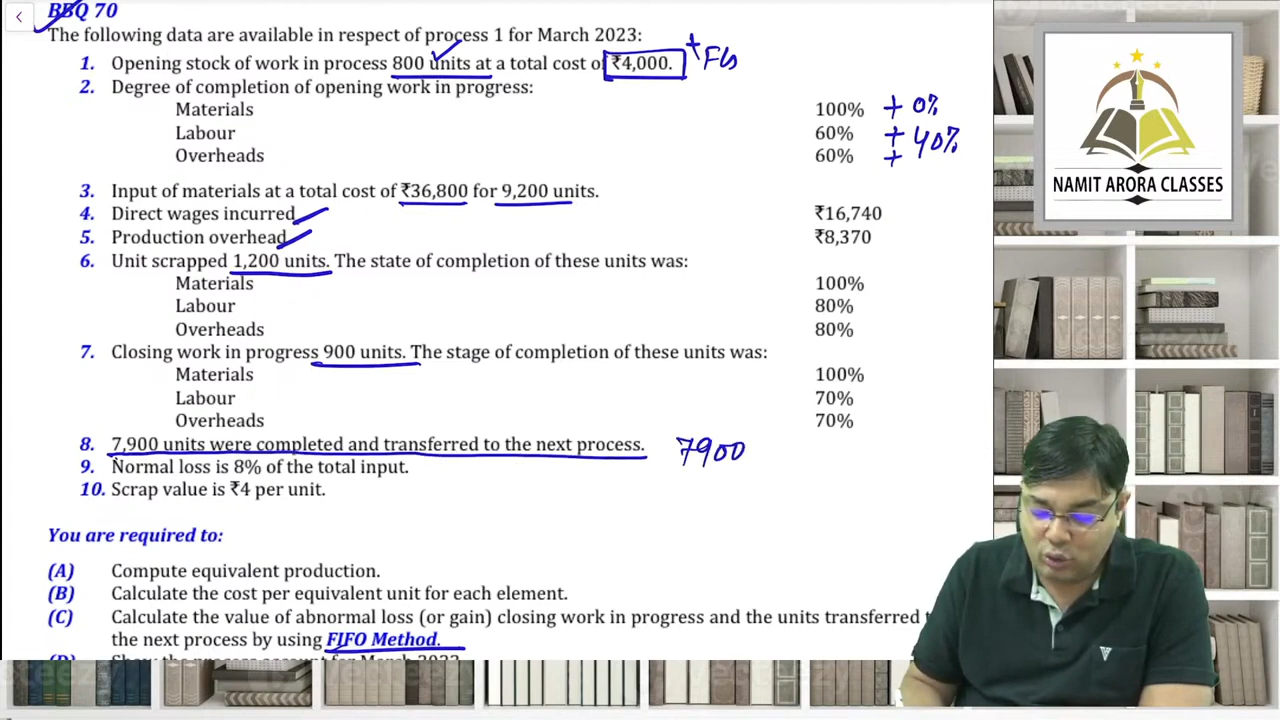 BBQ 70
The following data are available in respect of process 1 for March 2023:
1. Opening stock of work in process 800 units at a total cost of ₹4,000. + FG
2. Degree of completion of opening work in progress:
Materials 100% + 0%
Labour 60% + 40%
Overheads 60% +
3. Input of materials at a total cost of ₹36,800 for 9,200 units.
4. Direct wages incurred ₹16,740
5. Production overhead ₹8,370
6. Unit scrapped 1,200 units. The state of completion of these units was:
Materials 100%
Labour 80%
Overheads 80%
7. Closing work in progress 900 units. The stage of completion of these units was:
Materials 100%
Labour 70%
Overheads 70%
8. 7,900 units were completed and transferred to the next process. 7900
9. Normal loss is 8% of the total input.
10. Scrap value is ₹4 per unit.
You are required to:
(A) Compute equivalent production.
(B) Calculate the cost per equivalent unit for each element.
(C) Calculate the value of abnormal loss (or gain) closing work in progress and the units transferred
the next process by using FIFO Method.
NAMIT ARORA CLASSES